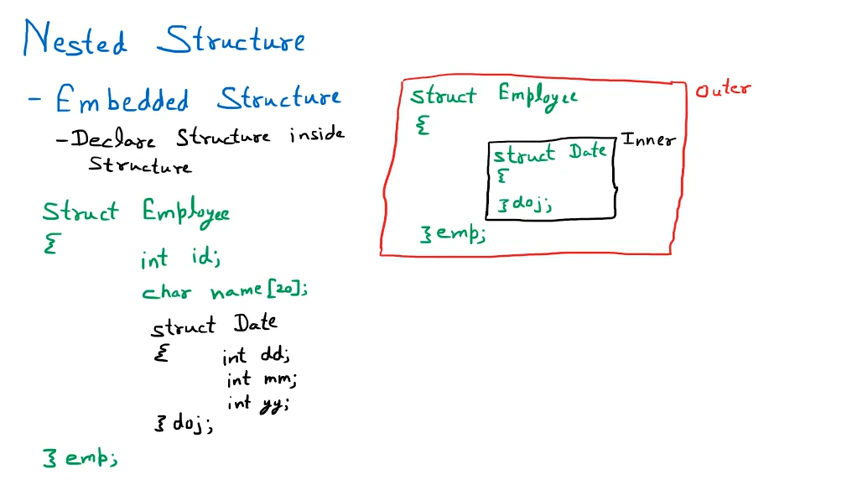 Nested Structure
- Embedded Structure
- Declare Structure inside
Structure
Struct Employee
{
int id;
char name[20];
struct Date
{ int dd;
int mm;
int yy;
} doj;
} emp;
struct Employee
{
struct Date
{
} doj;
} emp;
Outer
Inner